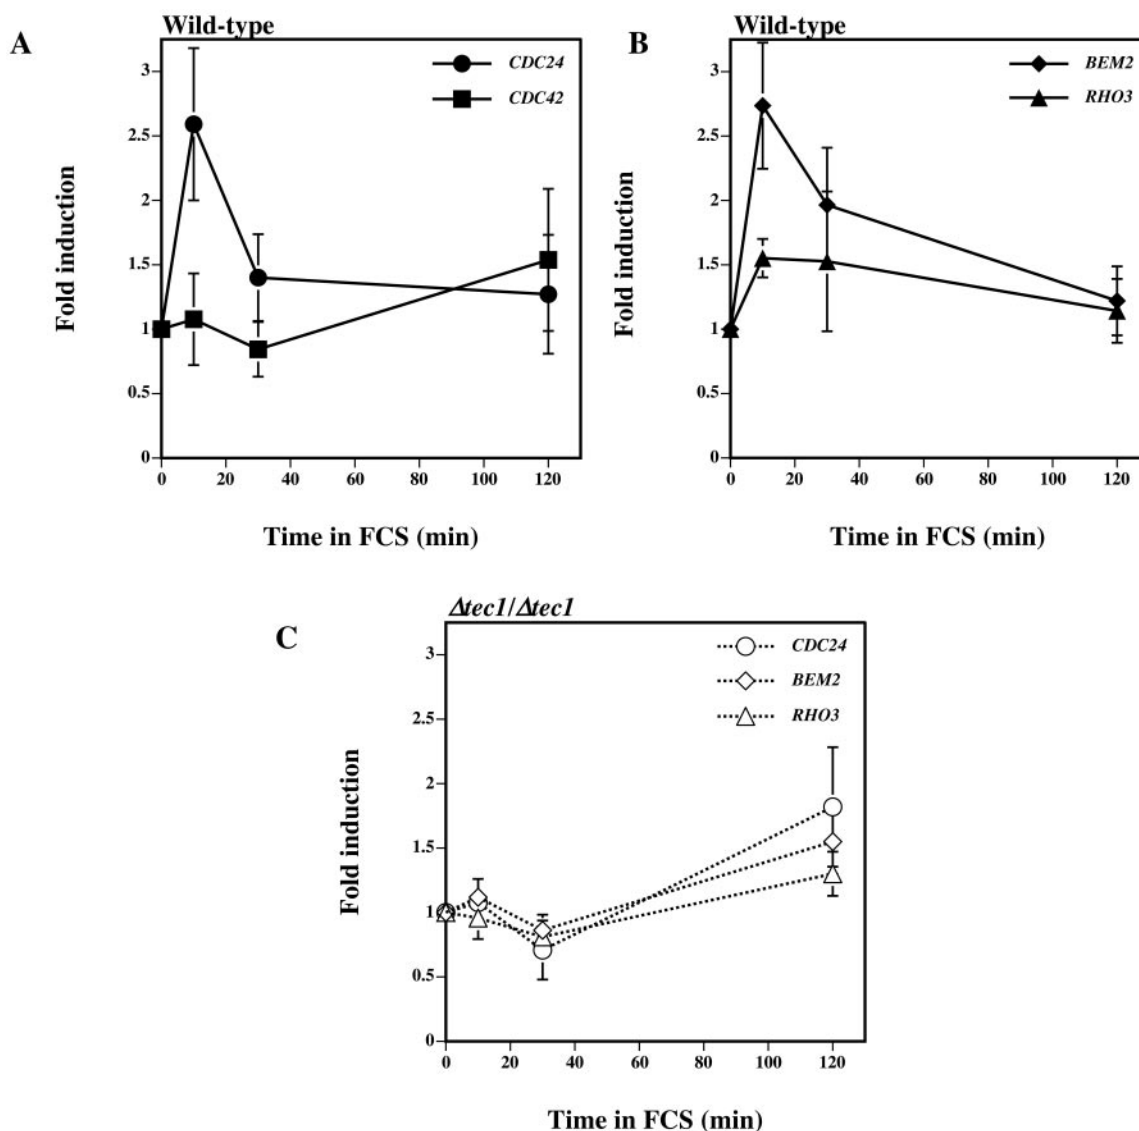 A
Wild-type
CDC24
CDC42
3
2.5
2
1.5
1
0.5
0
0 20 40 60 80 100 120
Fold induction
Time in FCS (min)
B
Wild-type
BEM2
RHO3
3
2.5
2
1.5
1
0.5
0
0 20 40 60 80 100 120
Fold induction
Time in FCS (min)
C
Δtec1/Δtec1
CDC24
BEM2
RHO3
3
2.5
2
1.5
1
0.5
0
0 20 40 60 80 100 120
Fold induction
Time in FCS (min)